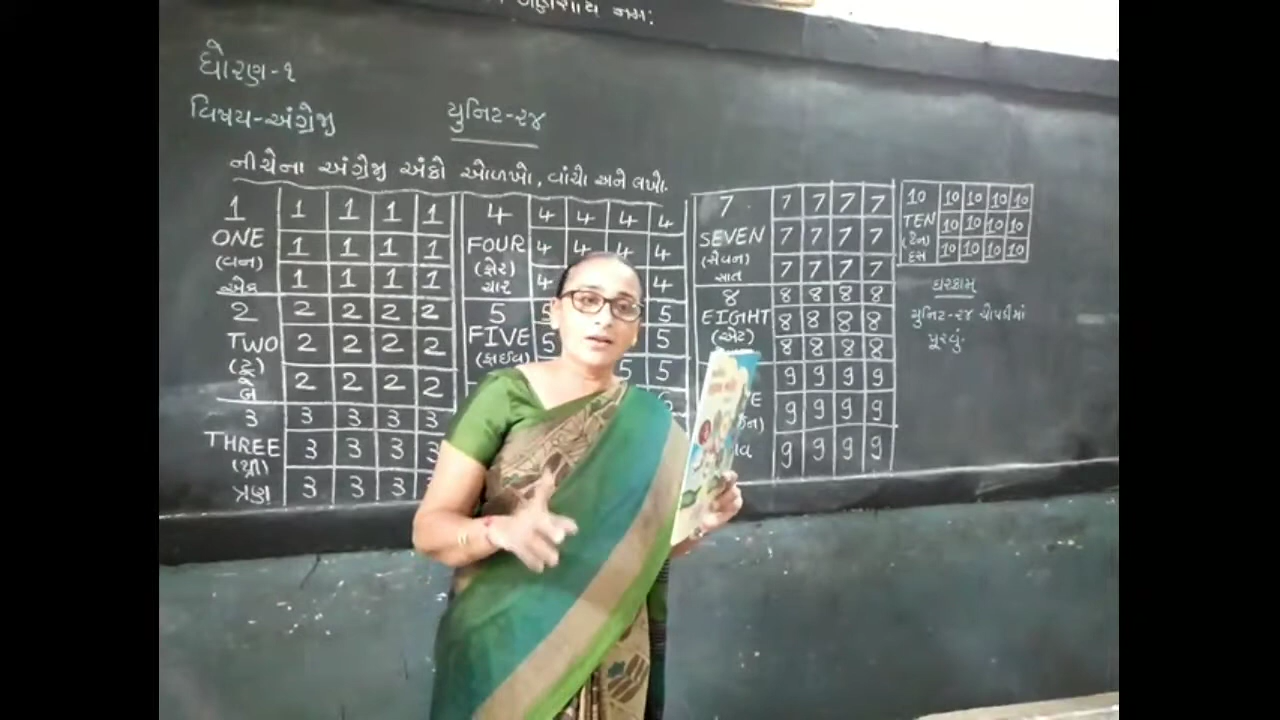 નમ:
ધોરણ-૧
વિષય-અંગ્રેજી
યુનિટ-૨૪
નીચેના અંગ્રેજી અંકો ઓળખો, વાંચો અને લખો.
1 1 1 1 1
ONE 1 1 1 1
(વન)
એક 1 1 1 1
2 2 2 2 2
TWO 2 2 2 2
(ટૂ)
બે 2 2 2 2
3 3 3 3 3
THREE 3 3 3 3
(થ્રી)
ત્રણ 3 3 3
4 4 4 4 4
FOUR 4 4 4 4
(ફોર)
ચાર 4 4
5 5 5
FIVE 5 5
(ફાઈવ)
5 5
6
7 7 7 7 7
SEVEN 7 7 7 7
(સેવન)
સાત 7 7 7 7
8 8 8 8 8
EIGHT 8 8 8 8
(એટ) 8 8 8 8
9 9 9 9
9 9 9 9
9 9 9 9
10 10 10 10 10
TEN 10 10 10 10
(ટેન)
દસ 10 10 10 10
ઘરકામ
યુનિટ-૨૪ ચોપડીમાં
પૂરવું.